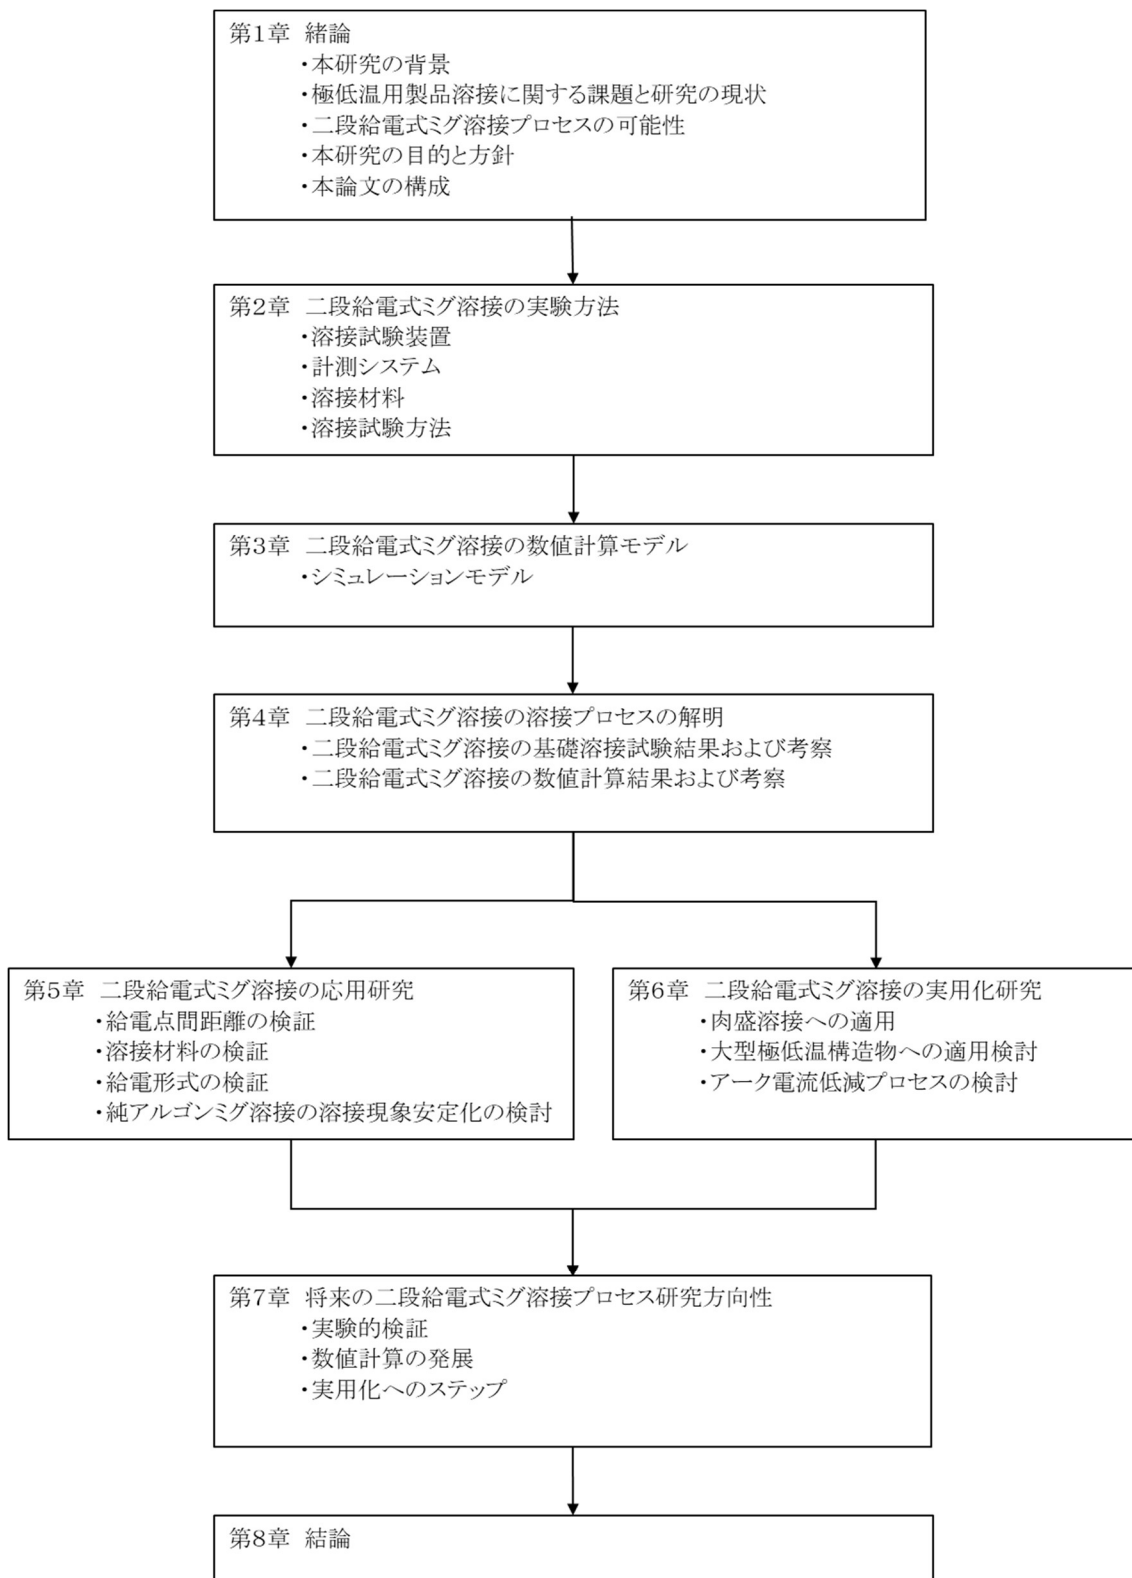 第1章 緒論
・本研究の背景
・極低温用製品溶接に関する課題と研究の現状
・二段給電式ミグ溶接プロセスの可能性
・本研究の目的と方針
・本論文の構成
第2章 二段給電式ミグ溶接の実験方法
・溶接試験装置
・計測システム
・溶接材料
・溶接試験方法
第3章 二段給電式ミグ溶接の数値計算モデル
・シミュレーションモデル
第4章 二段給電式ミグ溶接の溶接プロセスの解明
・二段給電式ミグ溶接の基礎溶接試験結果および考察
・二段給電式ミグ溶接の数値計算結果および考察
第5章 二段給電式ミグ溶接の応用研究
・給電点間距離の検証
・溶接材料の検証
・給電形式の検証
・純アルゴンミグ溶接の溶接現象安定化の検討
第6章 二段給電式ミグ溶接の実用化研究
・肉盛溶接への適用
・大型極低温構造物への適用検討
・アーク電流低減プロセスの検討
第7章 将来の二段給電式ミグ溶接プロセス研究方向性
・実験的検証
・数値計算の発展
・実用化へのステップ
第8章 結論